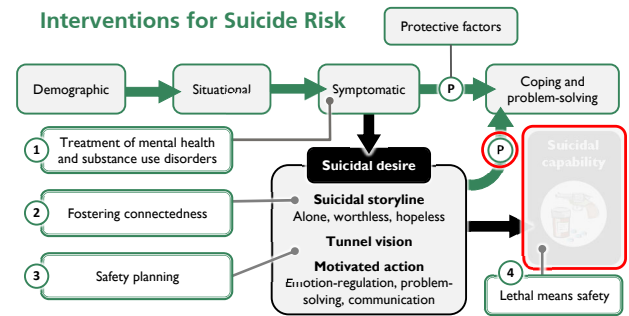 Interventions for Suicide Risk
Protective factors
Demographic
Situational
Symptomatic
P
Coping and
problem-solving
1
Treatment of mental health
and substance use disorders
Suicidal desire
P
Suicidal
capability
2
Fostering connectedness
Suicidal storyline
Alone, worthless, hopeless
Tunnel vision
3
Safety planning
Motivated action
Emotion-regulation, problem-
solving, communication
4
Lethal means safety